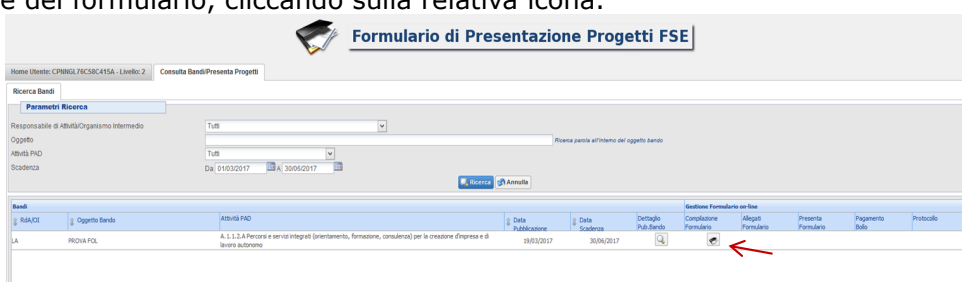 e del formulario, cliccando sulla relativa icona.
Formulario di Presentazione Progetti FSE
Home Utente: CPNNGL76C58C415A - Livello: 2 Consulta Bandi/Presenta Progetti
Ricerca Bandi
Parametri Ricerca
Responsabile di Attività/Organismo Intermedio Tutti
Oggetto Ricerca parola all'interno del oggetto bando
Attività PAD Tutti
Scadenza Da 01/03/2017 A 30/06/2017
Ricerca Annulla
Bandi Gestione Formulario on-line
RdA/OI Oggetto Bando Attività PAD Data Pubblicazione Data Scadenza Dettaglio Pub.Bando Compilazione Formulario Allegati Formulario Presenta Formulario Pagamento Bollo Protocollo
LA PROVA FOL A.1.1.2.A Percorsi e servizi integrati (orientamento, formazione, consulenza) per la creazione d'impresa e di lavoro autonomo 19/03/2017 30/06/2017